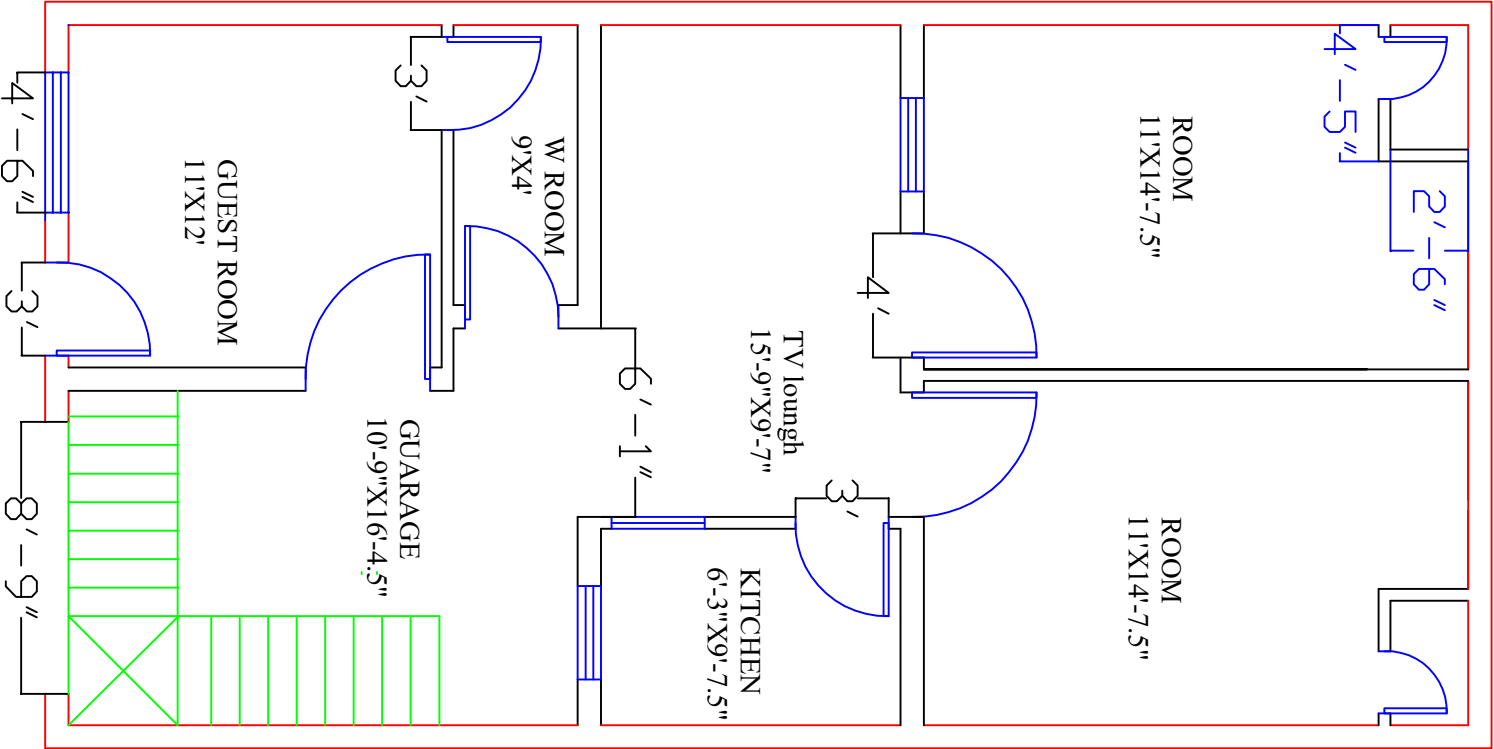 4'-5"
2'-6"
ROOM
11'X14'-7.5"
ROOM
11'X14'-7.5"
4'
TV loungh
15'-9"X9'-7"
3'
KITCHEN
6'-3"X9'-7.5"
6'-1"
W ROOM
9'X4'
3'
GUARAGE
10'-9"X16'-4.5"
GUEST ROOM
11'X12'
4'-6"
3'
8'-9"